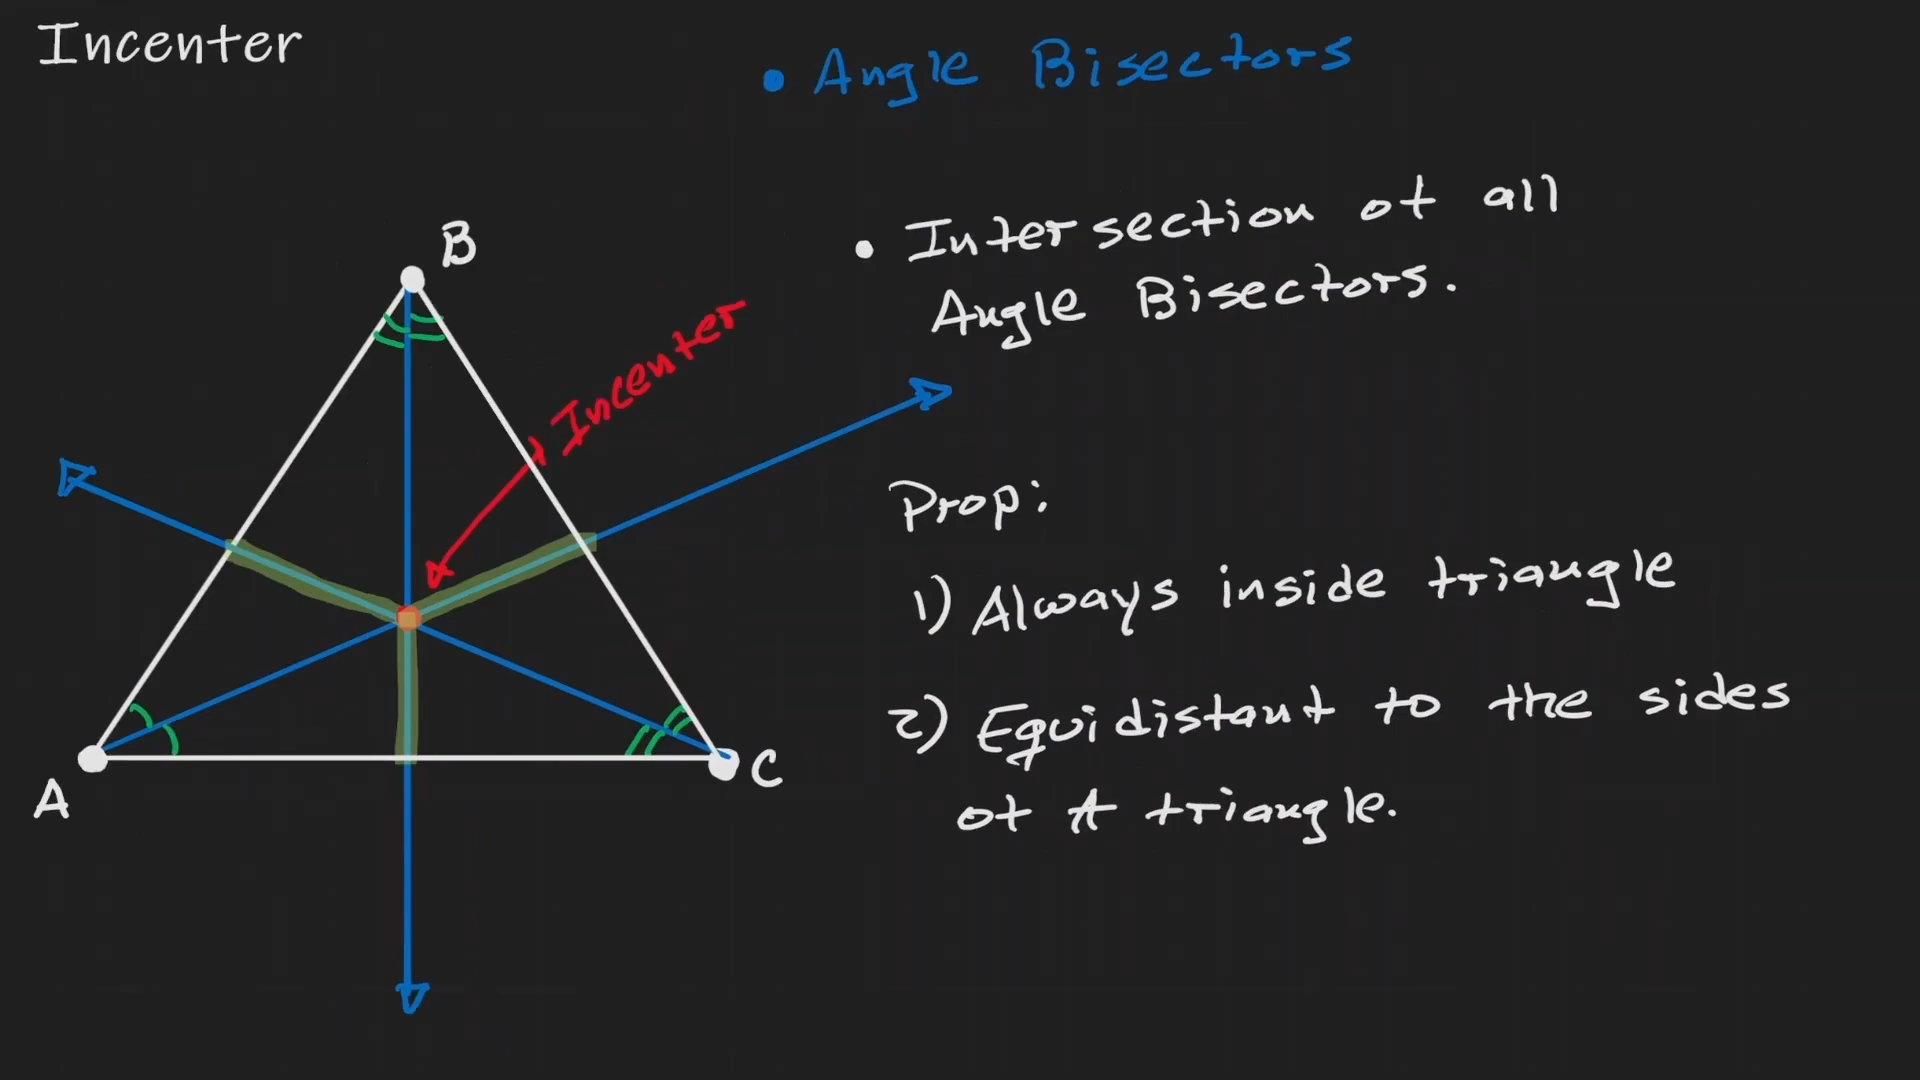 Incenter
• Angle Bisectors
• Intersection of all
Angle Bisectors.
B
Incenter
Prop:
1) Always inside triangle
2) Equidistant to the sides
of A triangle.
A
C